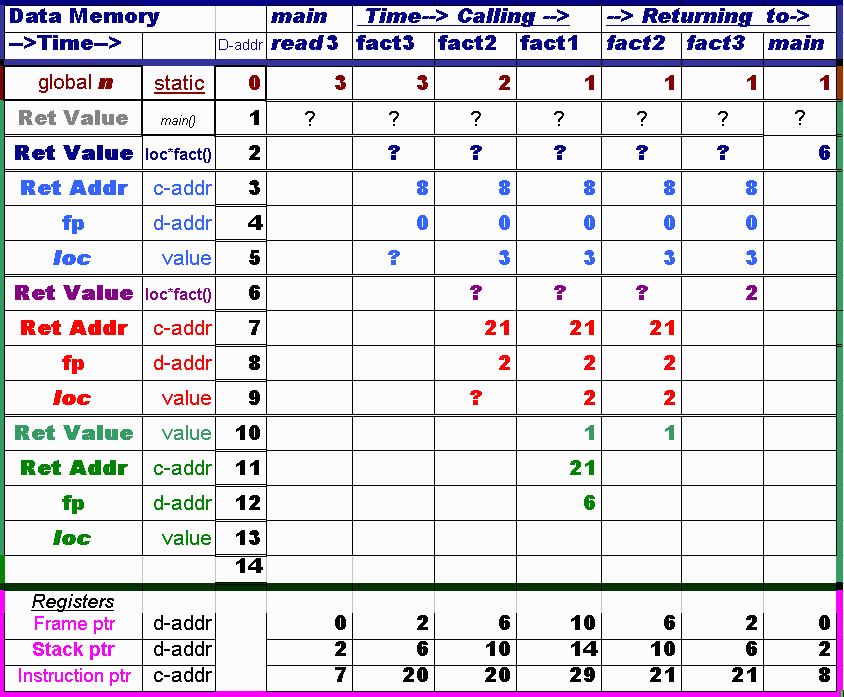 Data Memory main Time--> Calling --> --> Returning to->
-->Time--> D-addr read3 fact3 fact2 fact1 fact2 fact3 main
global n static 0 3 3 2 1 1 1 1
Ret Value main() 1 ? ? ? ? ? ? ?
Ret Value loc*fact() 2 ? ? ? ? ? 6
Ret Addr c-addr 3 8 8 8 8 8
fp d-addr 4 0 0 0 0 0
loc value 5 ? 3 3 3 3
Ret Value loc*fact() 6 ? ? ? 2
Ret Addr c-addr 7 21 21 21
fp d-addr 8 2 2 2
loc value 9 ? 2 2
Ret Value value 10 1 1
Ret Addr c-addr 11 21
fp d-addr 12 6
loc value 13
14
Registers
Frame ptr d-addr 0 2 6 10 6 2 0
Stack ptr d-addr 2 6 10 14 10 6 2
Instruction ptr c-addr 7 20 20 29 21 21 8